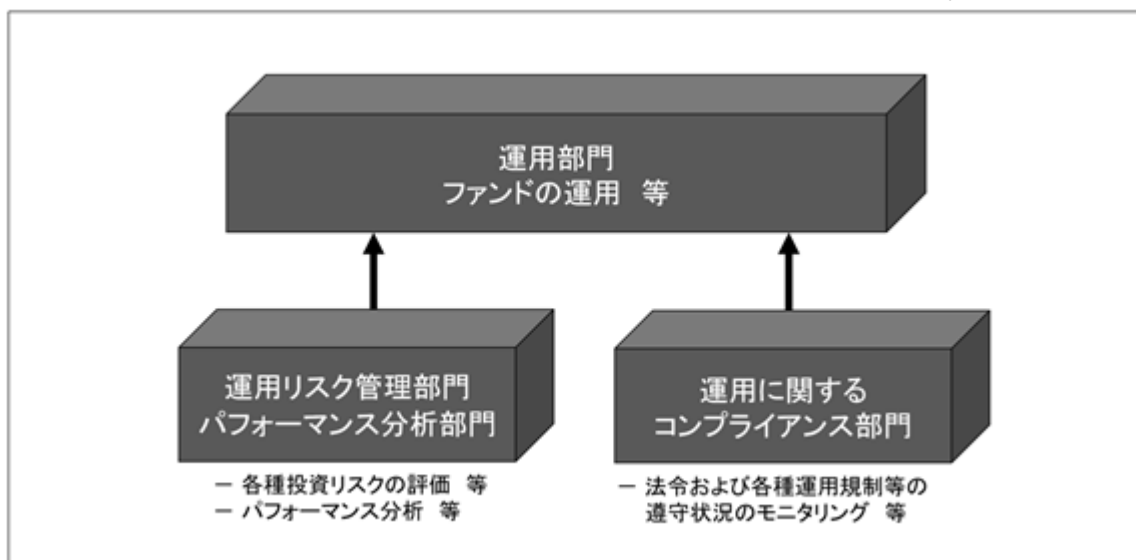 運用部門
ファンドの運用 等
運用リスク管理部門
パフォーマンス分析部門
運用に関する
コンプライアンス部門
－ 各種投資リスクの評価 等
－ パフォーマンス分析 等
－ 法令および各種運用規制等の
遵守状況のモニタリング 等